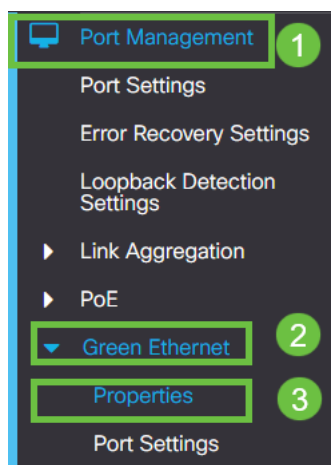 Port Management
1
Port Settings
Error Recovery Settings
Loopback Detection
Settings
Link Aggregation
PoE
Green Ethernet
2
Properties
3
Port Settings